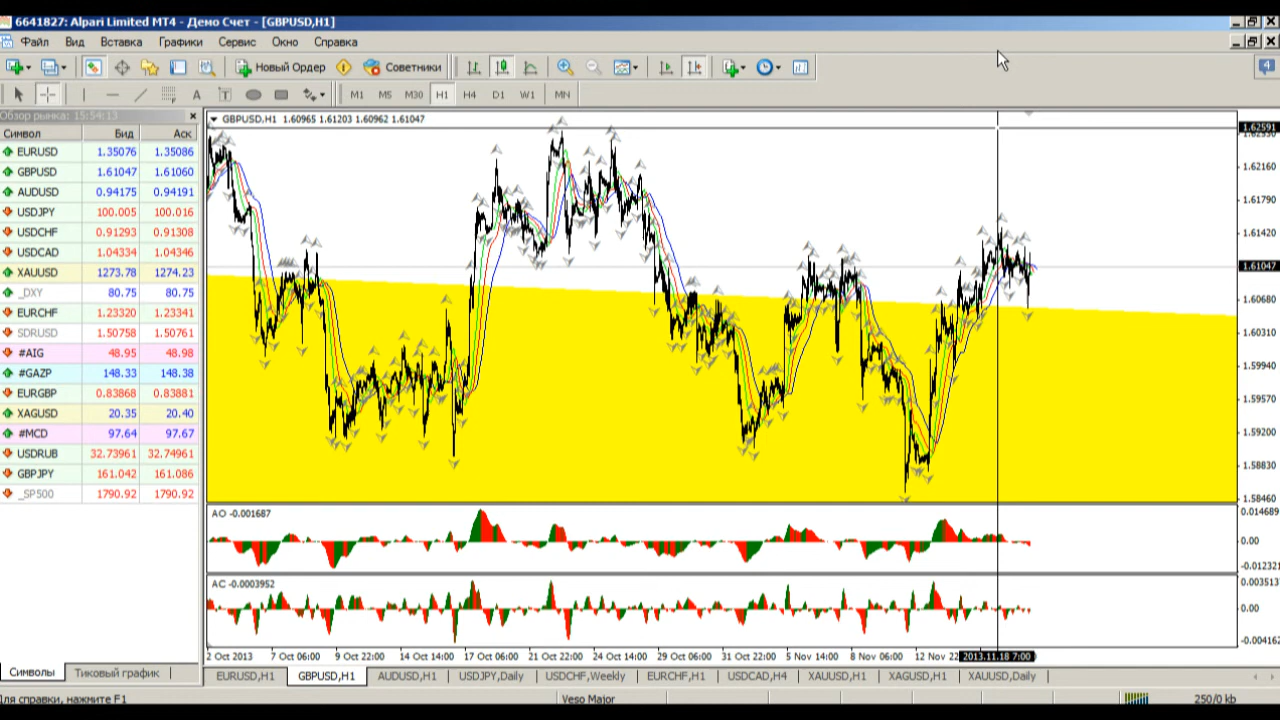 6641827: Alpari Limited MT4 - Демо Счет - [GBPUSD,H1]
Файл Вид Вставка Графики Сервис Окно Справка
Новый Ордер Советники 4
A T M1 M5 M30 H1 H4 D1 W1 MN
Обзор рынка: 15:54:13
Символ Бид Аск
EURUSD 1.35076 1.35086
GBPUSD 1.61047 1.61060
AUDUSD 0.94175 0.94191
USDJPY 100.005 100.016
USDCHF 0.91293 0.91308
USDCAD 1.04334 1.04346
XAUUSD 1273.78 1274.23
_DXY 80.75 80.75
EURCHF 1.23320 1.23341
SDRUSD 1.50758 1.50761
#AIG 48.95 48.98
#GAZP 148.33 148.38
EURGBP 0.83868 0.83881
XAGUSD 20.35 20.40
#MCD 97.64 97.67
USDRUB 32.73961 32.74961
GBPJPY 161.042 161.086
_SP500 1790.92 1790.92
Символы Тиковый график
GBPUSD,H1 1.60965 1.61203 1.60962 1.61047
1.62591
1.62530
1.62160
1.61790
1.61420
1.61047
1.60680
1.60310
1.59940
1.59570
1.59200
1.58830
1.58460
AO -0.001687
0.014689
0.00
-0.012321
AC -0.0003952
0.003513
0.00
-0.004162
2 Oct 2013 7 Oct 06:00 9 Oct 22:00 14 Oct 14:00 17 Oct 06:00 21 Oct 22:00 24 Oct 14:00 29 Oct 06:00 31 Oct 22:00 5 Nov 14:00 8 Nov 06:00 12 Nov 22 2013.11.18 7:00
EURUSD,H1 GBPUSD,H1 AUDUSD,H1 USDJPY,Daily USDCHF,Weekly EURCHF,H1 USDCAD,H4 XAUUSD,H1 XAGUSD,H1 XAUUSD,Daily
Для справки, нажмите F1 Veso Major 250/0 kb